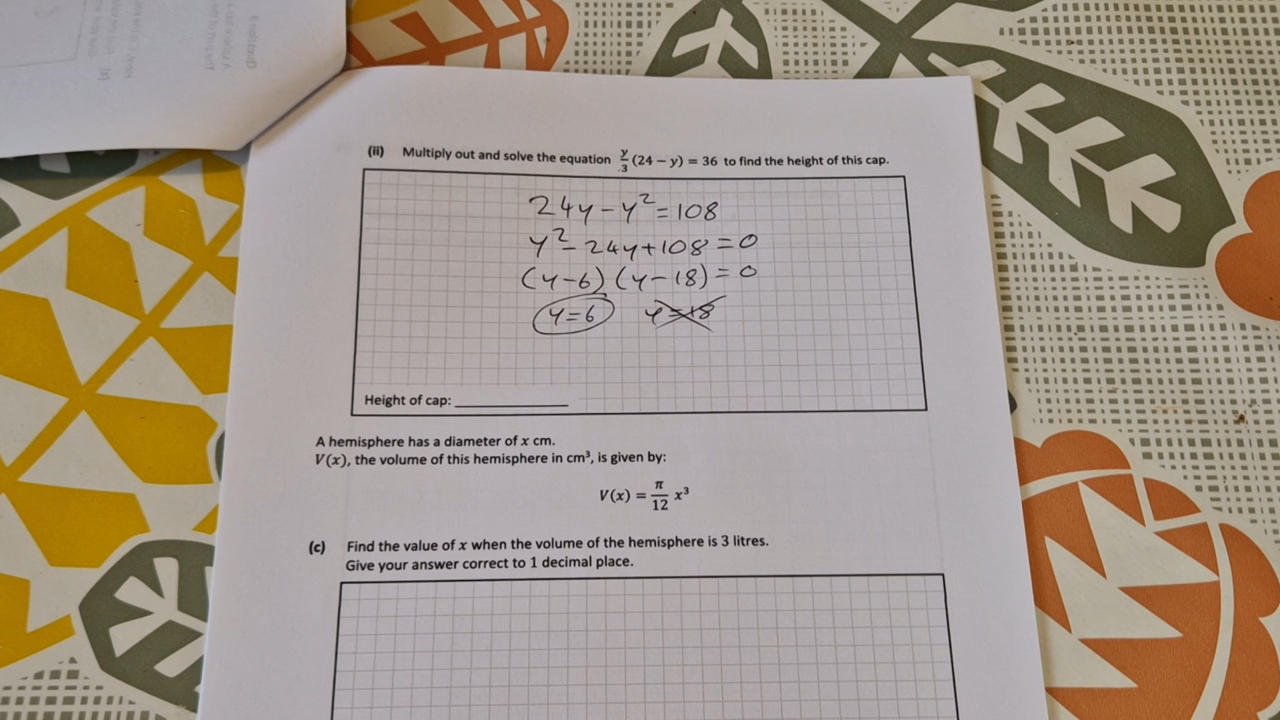 (ii) Multiply out and solve the equation y/3 (24 − y) = 36 to find the height of this cap.
24y − y² = 108
y² − 24y + 108 = 0
(y − 6) (y − 18) = 0
y = 6 y = 18
Height of cap: ____________
A hemisphere has a diameter of x cm.
V(x), the volume of this hemisphere in cm³, is given by:
V(x) = π/12 x³
(c) Find the value of x when the volume of the hemisphere is 3 litres.
Give your answer correct to 1 decimal place.